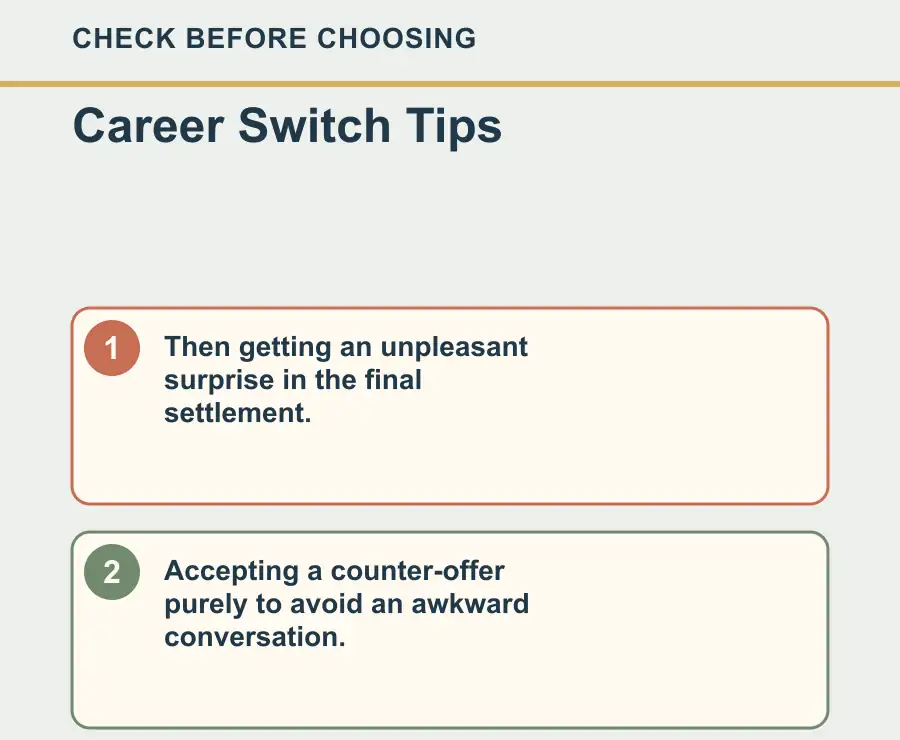 CHECK BEFORE CHOOSING
Career Switch Tips
1
Then getting an unpleasant
surprise in the final
settlement.
2
Accepting a counter-offer
purely to avoid an awkward
conversation.